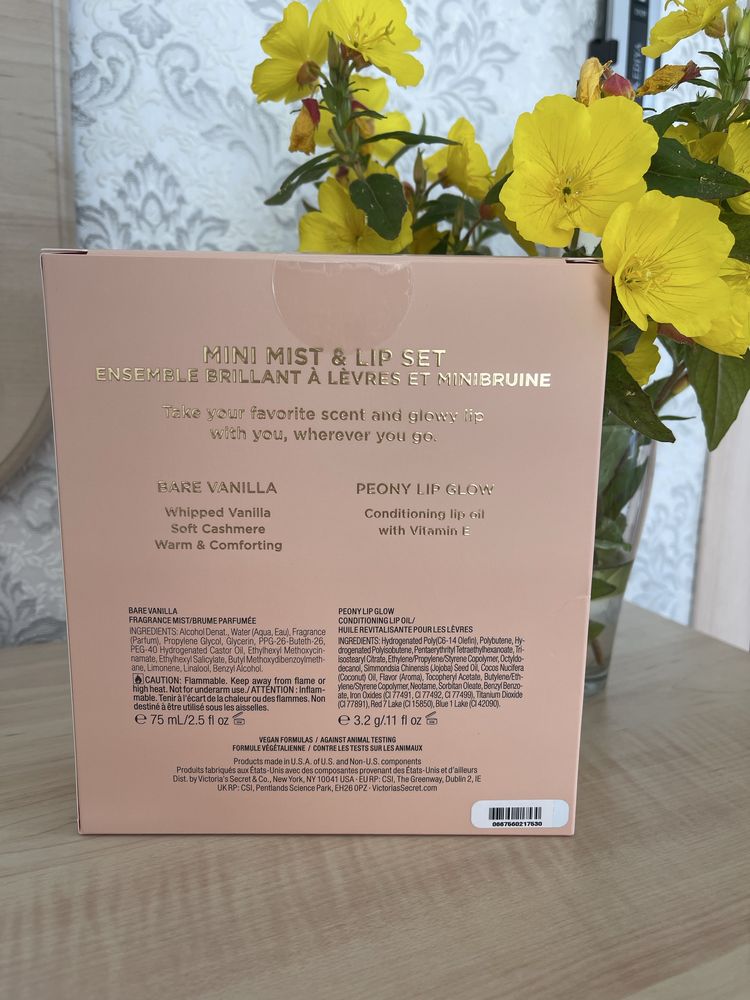 MINI MIST & LIP SET
ENSEMBLE BRILLANT À LÈVRES ET MINIBRUINE
Take your favorite scent and glowy lip
with you, wherever you go.
BARE VANILLA
Whipped Vanilla
Soft Cashmere
Warm & Comforting
PEONY LIP GLOW
Conditioning lip oil
with Vitamin E
BARE VANILLA
FRAGRANCE MIST/BRUME PARFUMÉE
INGREDIENTS: Alcohol Denat., Water (Aqua, Eau), Fragrance
(Parfum), Propylene Glycol, Glycerin, PPG-26-Buteth-26,
PEG-40 Hydrogenated Castor Oil, Ethylhexyl Methoxycin-
namate, Ethylhexyl Salicylate, Butyl Methoxydibenzoylmeth-
ane, Limonene, Linalool, Benzyl Alcohol.
CAUTION: Flammable. Keep away from flame or
high heat. Not for underarm use./ ATTENTION : Inflam-
mable. Tenir à l'écart de la chaleur ou des flammes. Non
destiné à être utilisé sous les aisselles.
℮ 75 mL/2.5 fl oz
PEONY LIP GLOW
CONDITIONING LIP OIL/
HUILE REVITALISANTE POUR LES LÈVRES
INGREDIENTS: Hydrogenated Poly(C6-14 Olefin), Polybutene, Hy-
drogenated Polyisobutene, Pentaerythrityl Tetraethylhexanoate, Tri-
isostearyl Citrate, Ethylene/Propylene/Styrene Copolymer, Octyldo-
decanol, Simmondsia Chinensis (Jojoba) Seed Oil, Cocos Nucifera
(Coconut) Oil, Flavor (Aroma), Tocopheryl Acetate, Butylene/Eth-
ylene/Styrene Copolymer, Neotame, Sorbitan Oleate, Benzyl Benzo-
ate, Iron Oxides (CI 77491, CI 77492, CI 77499), Titanium Dioxide
(CI 77891), Red 7 Lake (CI 15850), Blue 1 Lake (CI 42090).
℮ 3.2 g/.11 fl oz
VEGAN FORMULAS / AGAINST ANIMAL TESTING
FORMULE VÉGÉTALIENNE / CONTRE LES TESTS SUR LES ANIMAUX
Products made in U.S.A. of U.S. and Non-U.S. components
Produits fabriqués aux États-Unis avec des composantes provenant des États-Unis et d'ailleurs
Dist. by Victoria's Secret & Co., New York, NY 10041 USA · EU RP: CSI, The Greenway, Dublin 2, IE
UK RP: CSI, Pentlands Science Park, EH26 0PZ · VictoriasSecret.com
0667560217530